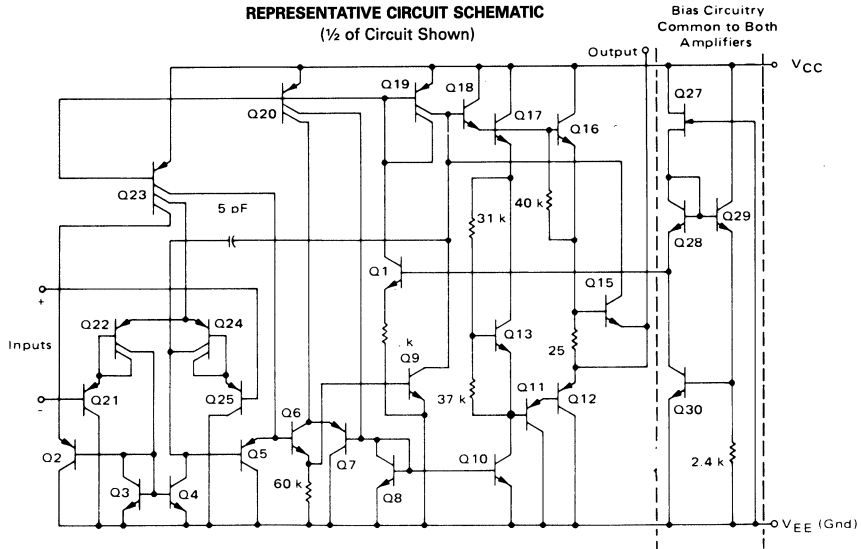 REPRESENTATIVE CIRCUIT SCHEMATIC
(½ of Circuit Shown)
Bias Circuitry
Common to Both
Amplifiers
Output
VCC
Q19
Q18
Q27
Q20
Q17
Q16
Q23
5 pF
31 k
40 k
Q28
Q29
Q1
+
Q15
Q22
Q24
k
Q13
Inputs
25
Q9
-
Q21
Q25
37 k
Q11
Q12
Q30
Q6
Q2
Q5
Q7
Q10
2.4 k
Q3
Q4
60 k
Q8
VEE (Gnd)